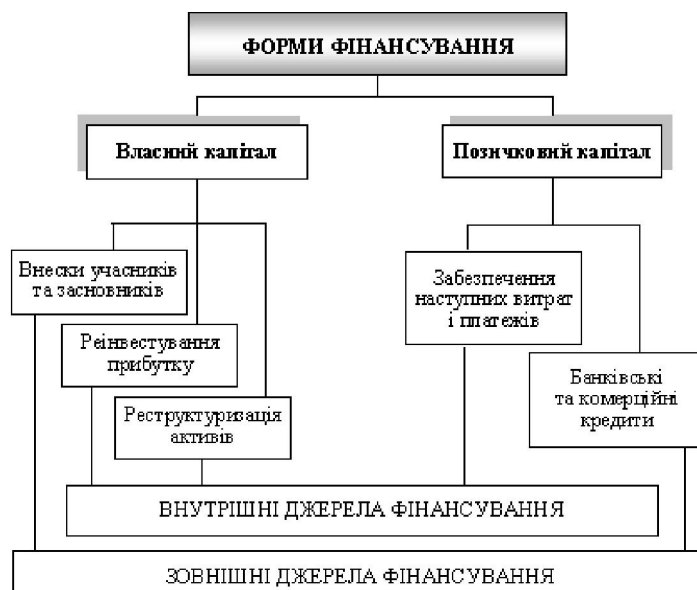 ФОРМИ ФІНАНСУВАННЯ
Власний капітал
Позичковий капітал
Внески учасників
та засновників
Забезпечення
наступних витрат
і платежів
Реінвестування
прибутку
Банківські
та комерційні
кредити
Реструктуризація
активів
ВНУТРІШНІ ДЖЕРЕЛА ФІНАНСУВАННЯ
ЗОВНІШНІ ДЖЕРЕЛА ФІНАНСУВАННЯ